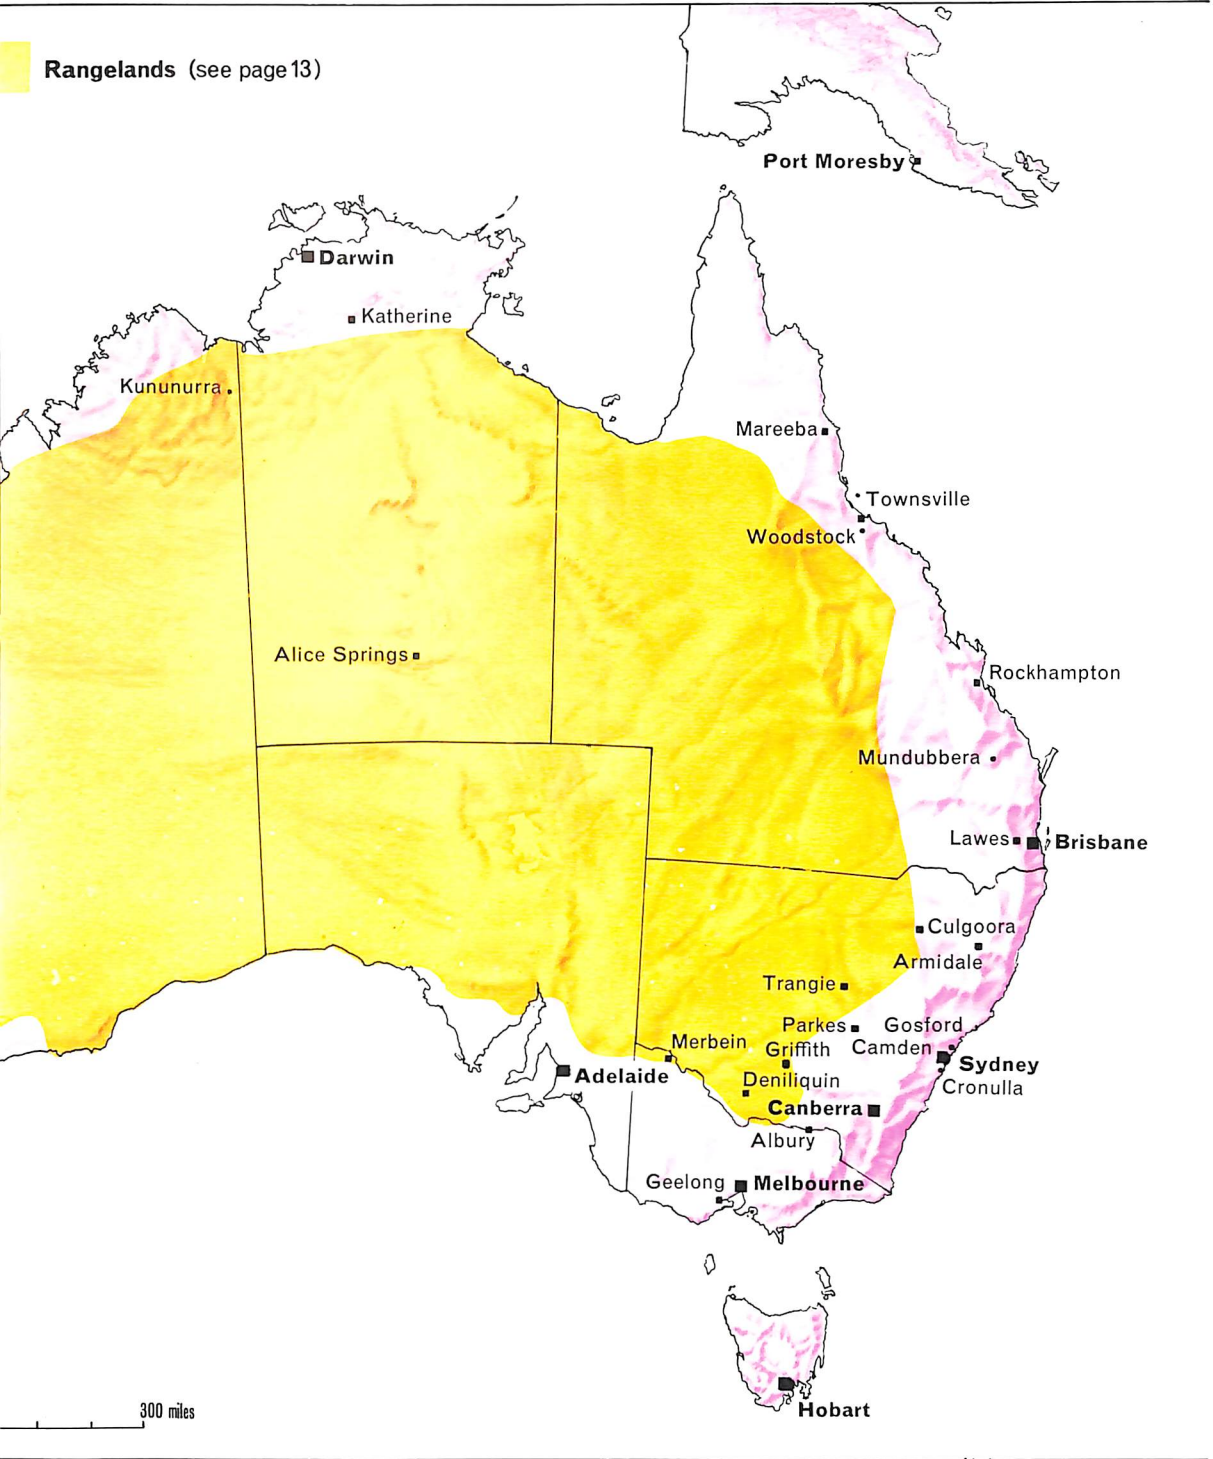 Rangelands (see page 13)
Port Moresby
Darwin
Katherine
Kununurra
Mareeba
Townsville
Woodstock
Alice Springs
Rockhampton
Mundubbera
Lawes
Brisbane
Culgoora
Armidale
Trangie
Parkes
Gosford
Merbein
Griffith
Camden
Sydney
Adelaide
Deniliquin
Cronulla
Canberra
Albury
Geelong
Melbourne
300 miles
Hobart